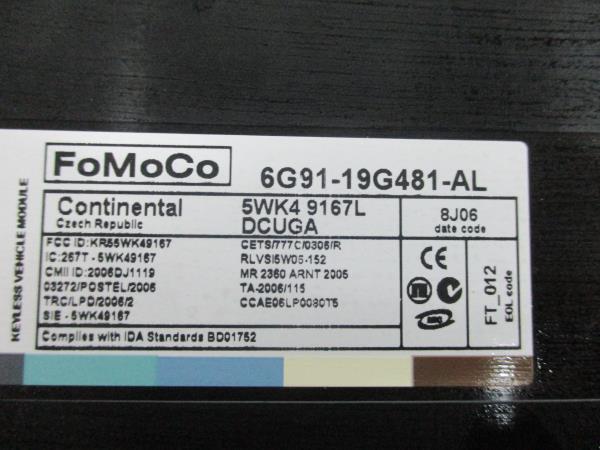 KEYLESS VEHICLE MODULE
FoMoCo
6G91-19G481-AL
Continental
Czech Republic
5WK4 9167L
DCUGA
8J06
date code
FCC ID:KR55WK49167
IC:267T - 5WK49167
CMII ID:2006DJ1119
03272/POSTEL/2006
TRC/LPD/2006/2
SIE - 5WK49167
CETS/777C/0306/R
RLVSI5W06-152
MR 2360 ARNT 2005
TA-2006/115
CCAE06LP0080T5
CE
FT_012
EOL code
Complies with IDA Standards BD01752